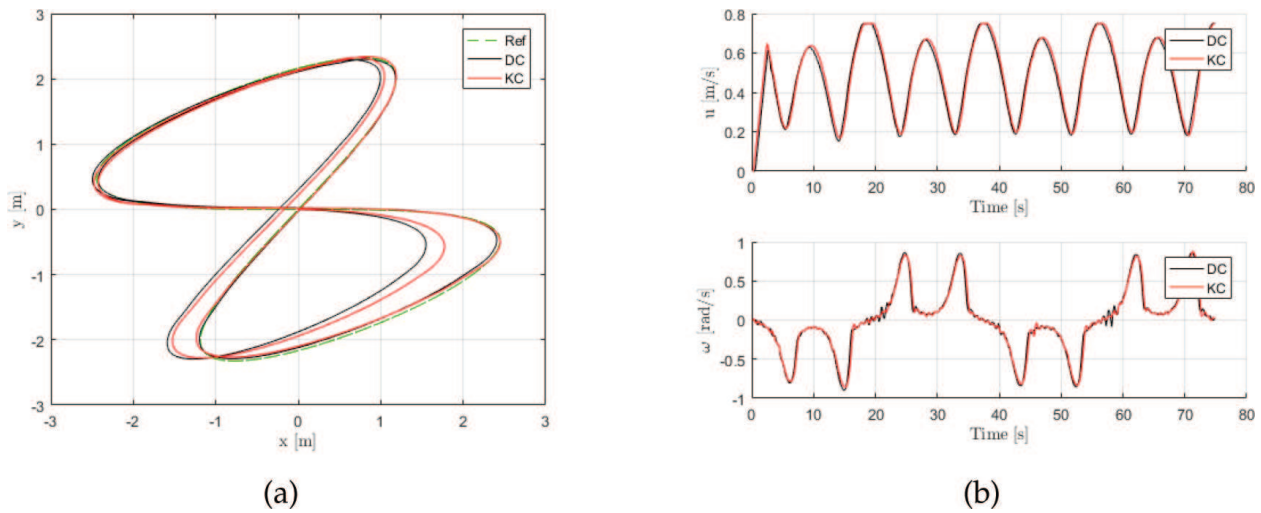 3
2
1
0
-1
-2
-3
y [m]
-3 -2 -1 0 1 2 3
x [m]
Ref
DC
KC
(a)
0.8
0.6
0.4
0.2
0
u [m/s]
DC
KC
0 10 20 30 40 50 60 70 80
Time [s]
1
0.5
0
-0.5
-1
ω [rad/s]
DC
KC
0 10 20 30 40 50 60 70 80
Time [s]
(b)